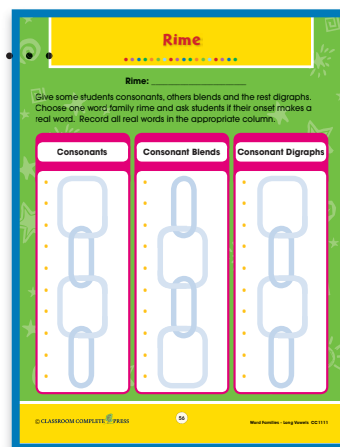 Rime
Rime: ____________________
Give some students consonants, others blends and the rest digraphs.
Choose one word family rime and ask students if their onset makes a
real word. Record all real words in the appropriate column.
Consonants
Consonant Blends
Consonant Digraphs
© CLASSROOM COMPLETE PRESS
56
Word Families - Long Vowels CC1111